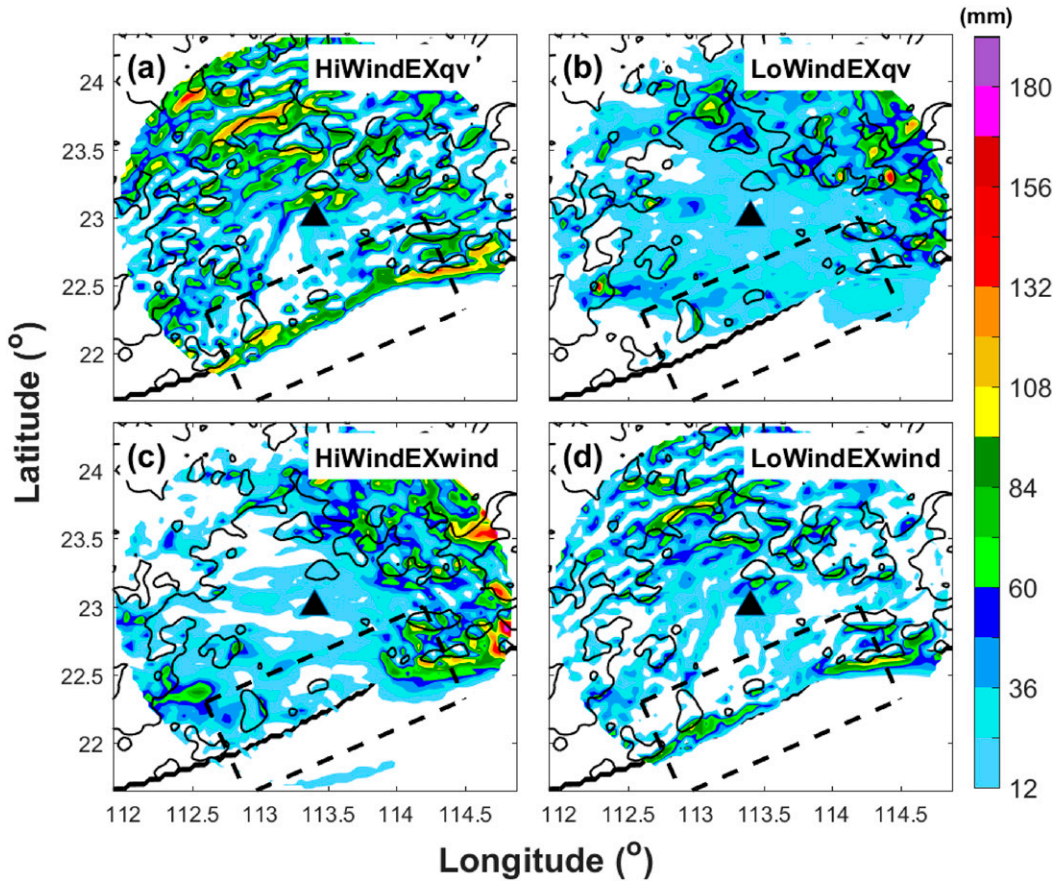 (mm)
(a) HiWindEXqv
(b) LoWindEXqv
24
23.5
23
22.5
22
180
156
132
108
84
60
36
12
(c) HiWindEXwind
(d) LoWindEXwind
24
23.5
23
22.5
22
112 112.5 113 113.5 114 114.5
112 112.5 113 113.5 114 114.5
Latitude (°)
Longitude (°)